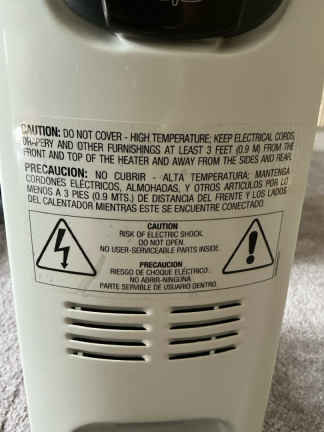 CAUTION: DO NOT COVER - HIGH TEMPERATURE; KEEP ELECTRICAL CORDS,
DRAPERY AND OTHER FURNISHINGS AT LEAST 3 FEET (0.9 M) FROM THE
FRONT AND TOP OF THE HEATER AND AWAY FROM THE SIDES AND REAR.
PRECAUCION: NO CUBRIR - ALTA TEMPERATURA; MANTENGA
CORDONES ELÉCTRICOS, ALMOHADAS, Y OTROS ARTICULOS POR LO
MENOS A 3 PIES (0.9 MTS.) DE DISTANCIA DEL FRENTE Y LOS LADOS
DEL CALENTADOR MIENTRAS ESTE SE ENCUENTRE CONECTADO.
CAUTION
RISK OF ELECTRIC SHOCK.
DO NOT OPEN.
NO USER-SERVICEABLE PARTS INSIDE.
PRECAUCION
RIESGO DE CHOQUE ELÉCTRICO.
NO ABRIR-NINGUNA
PARTE SERVIBLE DE USUARIO DENTRO.